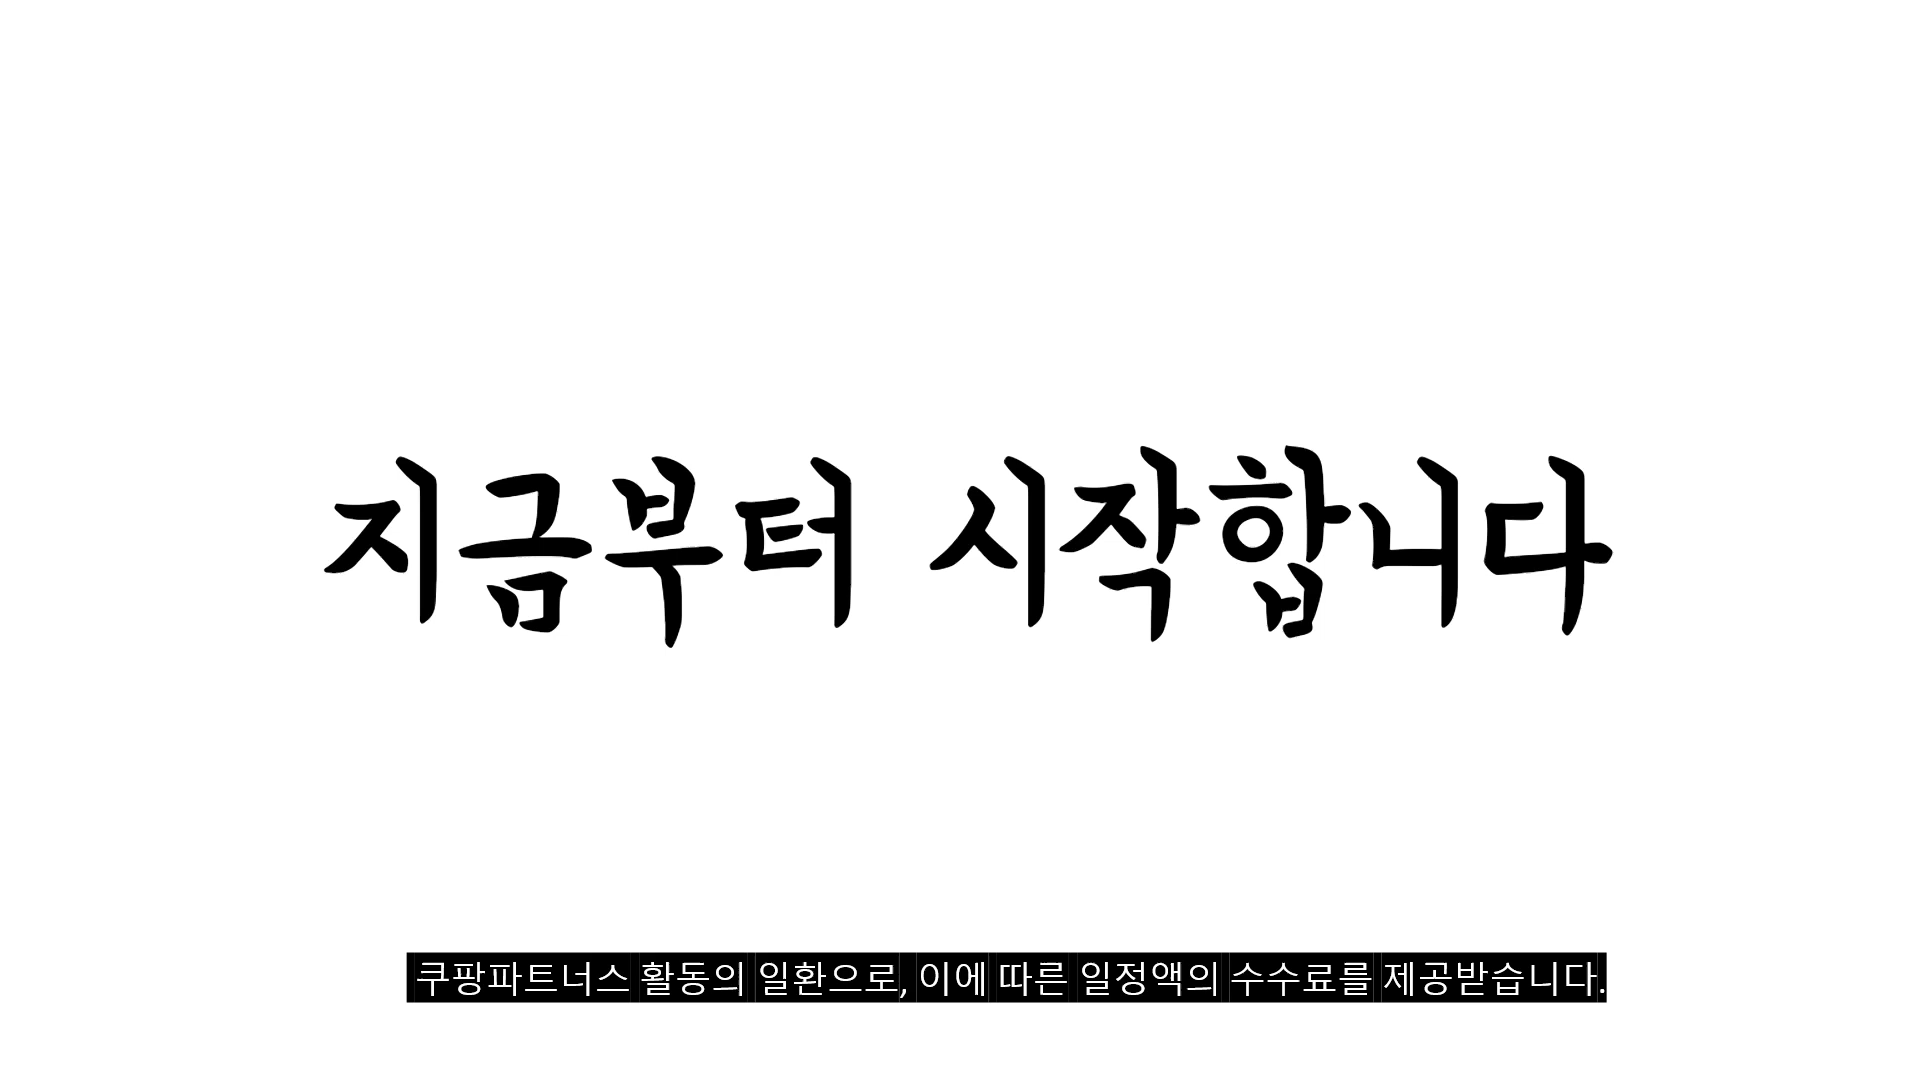 지금부터 시작합니다
쿠팡파트너스 활동의 일환으로, 이에 따른 일정액의 수수료를 제공받습니다.